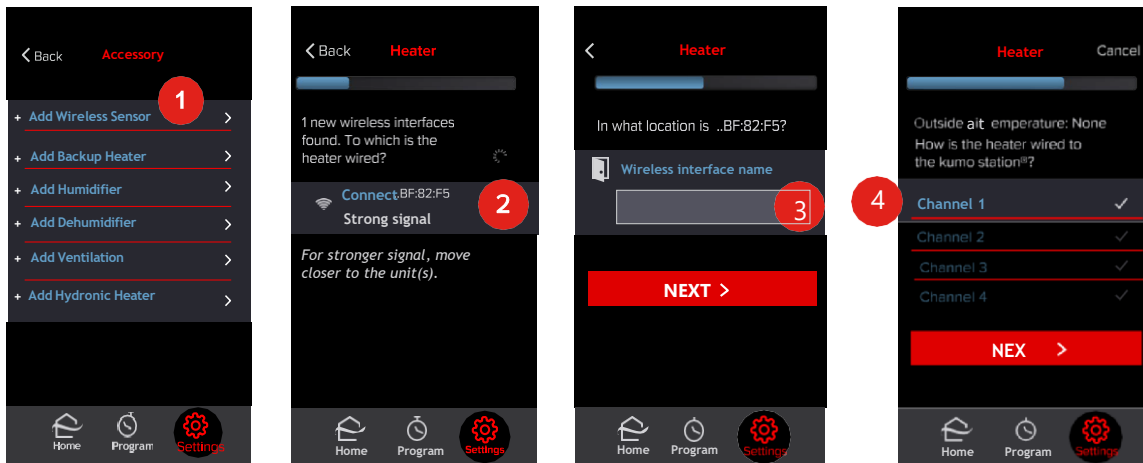 Back Accessory
1
+ Add Wireless Sensor
+ Add Backup Heater
+ Add Humidifier
+ Add Dehumidifier
+ Add Ventilation
+ Add Hydronic Heater
Home Program Settings
Back Heater
1 new wireless interfaces
found. To which is the
heater wired?
Connect.BF:82:F5
Strong signal
2
For stronger signal, move
closer to the unit(s).
Home Program Settings
Heater
In what location is ..BF:82:F5?
Wireless interface name
3
NEXT >
Home Program Settings
Heater Cancel
Outside ait emperature: None
How is the heater wired to
the kumo station®?
4
Channel 1
Channel 2
Channel 3
Channel 4
NEX >
Home Program Settings